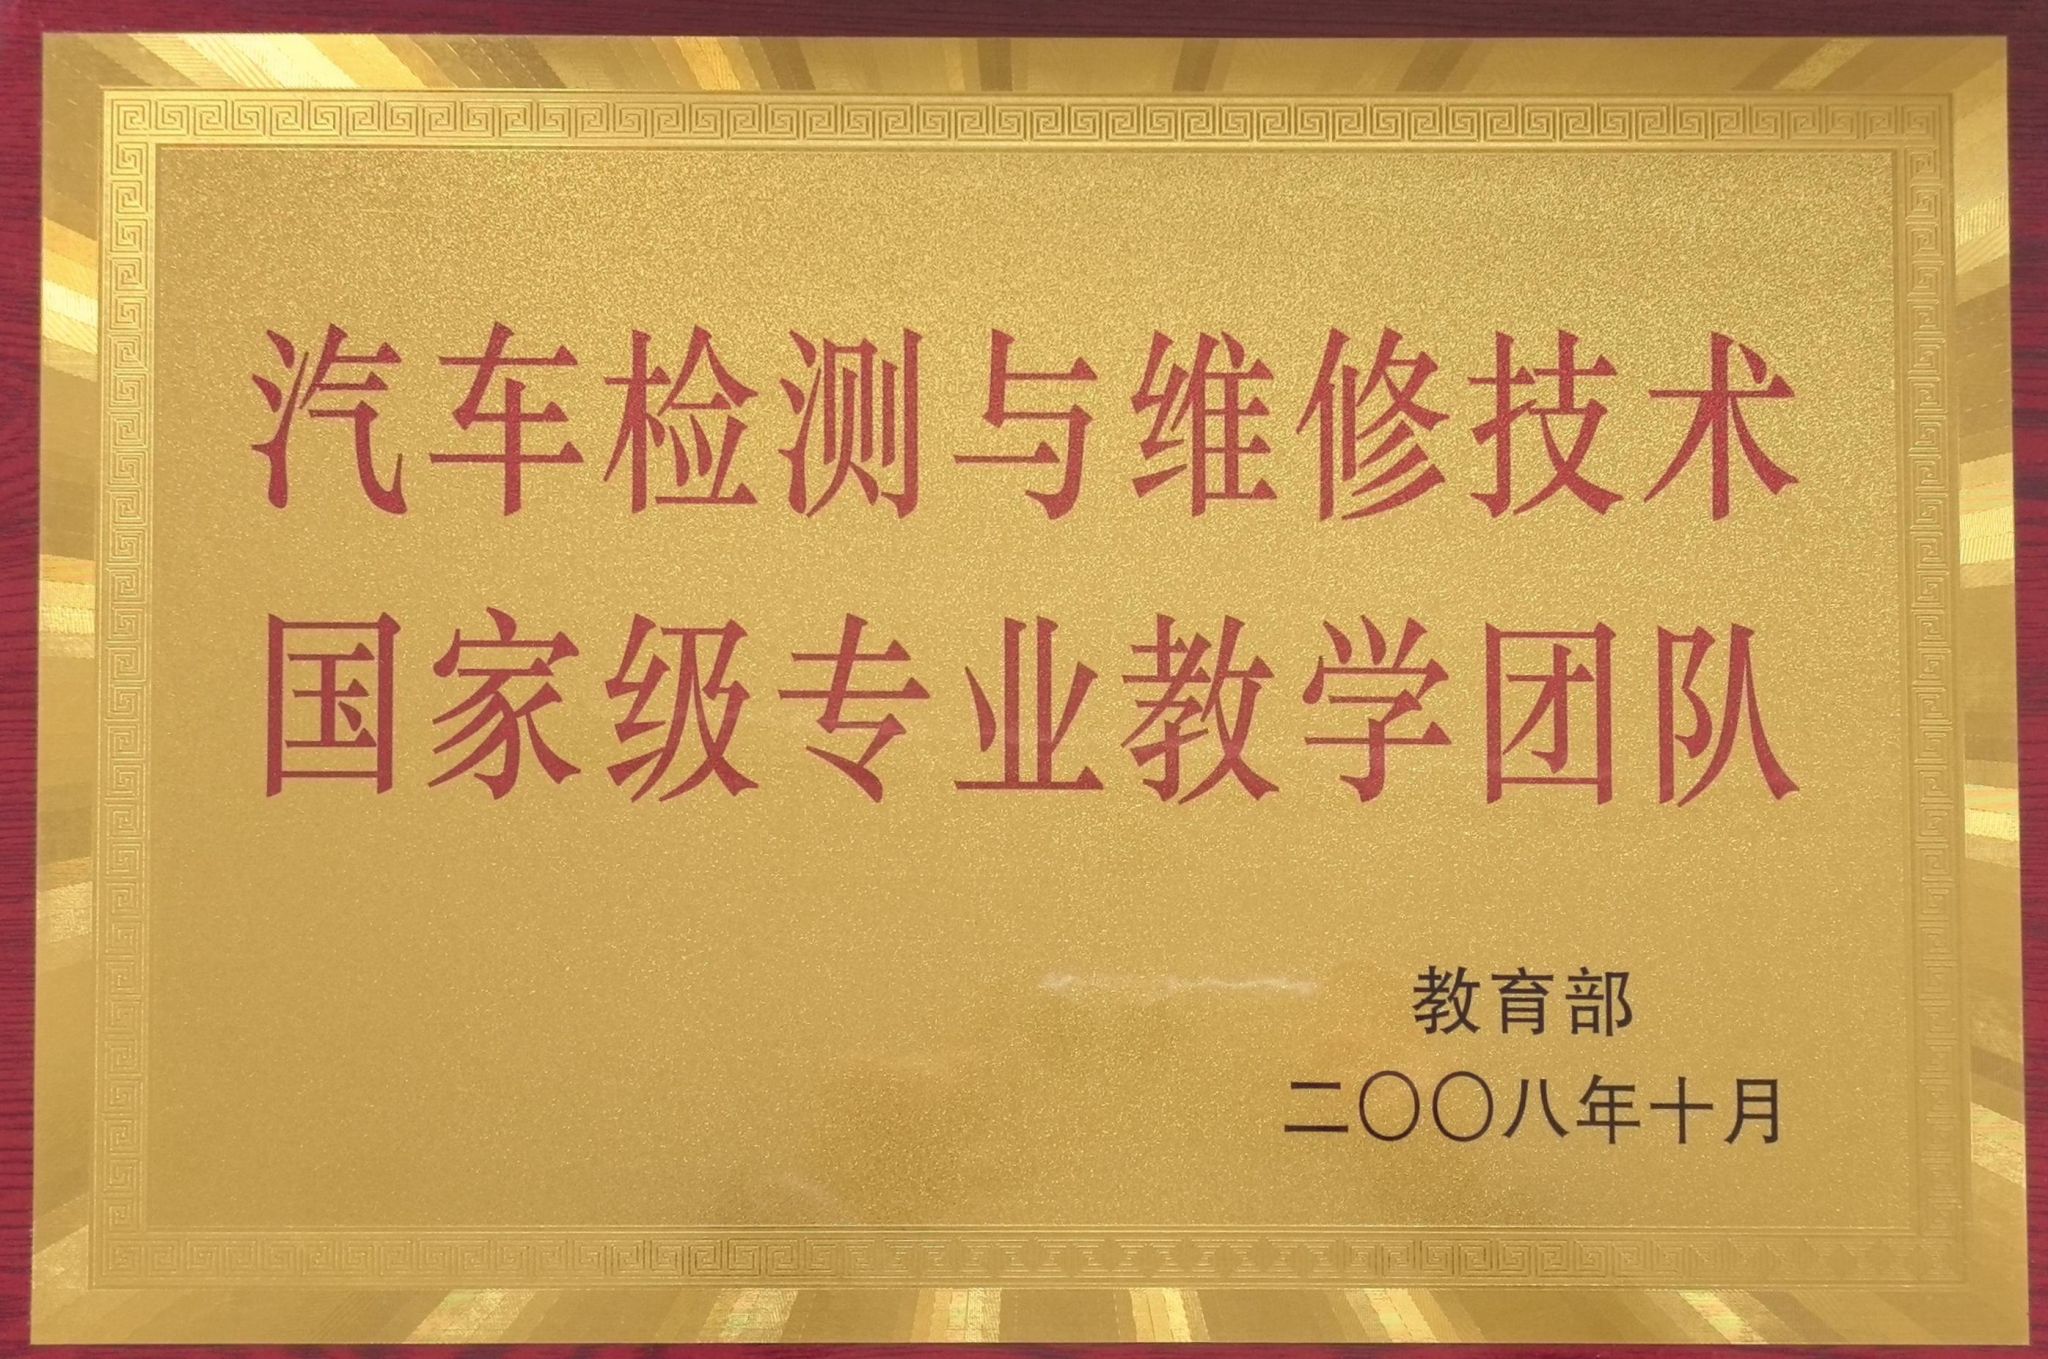 汽车检测与维修技术
国家级专业教学团队
教育部
二〇〇八年十月